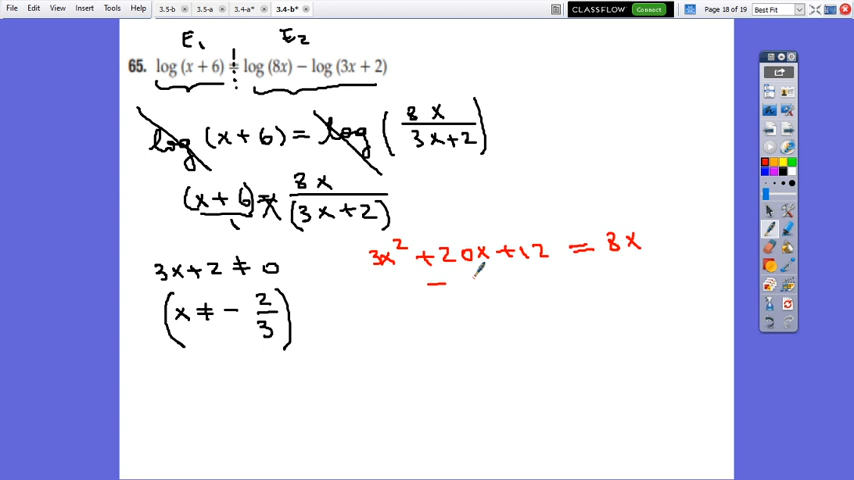 File Edit View Insert Tools Help 3.5-b 3.5-a 3.4-a* 3.4-b* CLASSFLOW Connect Page 18 of 19 Best Fit
E₁ E₂
65. log (x + 6) = log (8x) − log (3x + 2)
log (x + 6) = log (8x / 3x+2)
(x + 6) = 8x / (3x + 2)
1
3x² + 20x + 12 = 8x
−
3x + 2 ≠ 0
(x ≠ − 2/3)